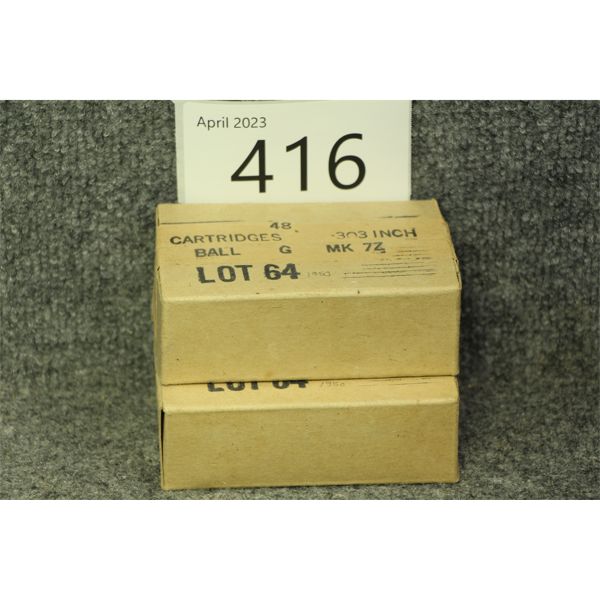 April 2023
416
48
CARTRIDGES .303 INCH
BALL G MK 7Z
LOT 64
LOT 64